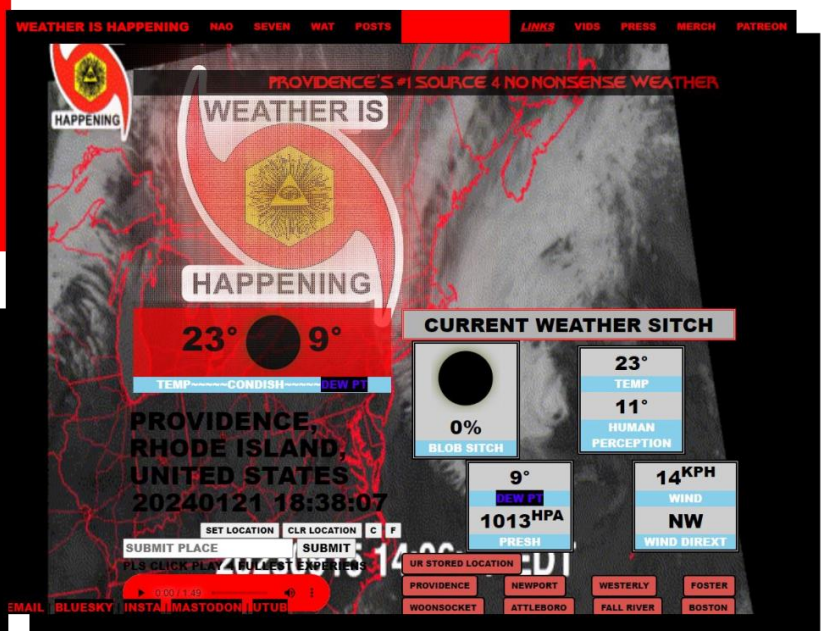 WEATHER IS HAPPENING NAO SEVEN WAT POSTS LINKS VIDS PRESS MERCH PATREON
PROVIDENCE'S #1 SOURCE 4 NO NONSENSE WEATHER
HAPPENING
WEATHER IS
HAPPENING
23° 9°
TEMP~~~~~CONDISH~~~~~DEW PT
PROVIDENCE,
RHODE ISLAND,
UNITED STATES
20240121 18:38:07
SET LOCATION CLR LOCATION C F
SUBMIT PLACE SUBMIT
PLS CLICK PLAY 4 FULLEST EXPERIENS
0:00 / 1:49
EMAIL BLUESKY INSTA MASTODON UTUB
CURRENT WEATHER SITCH
0%
BLOB SITCH
23°
TEMP
11°
HUMAN
PERCEPTION
9°
DEW PT
1013HPA
PRESH
14KPH
WIND
NW
WIND DIREXT
EDT
UR STORED LOCATION
PROVIDENCE NEWPORT WESTERLY FOSTER
WOONSOCKET ATTLEBORO FALL RIVER BOSTON